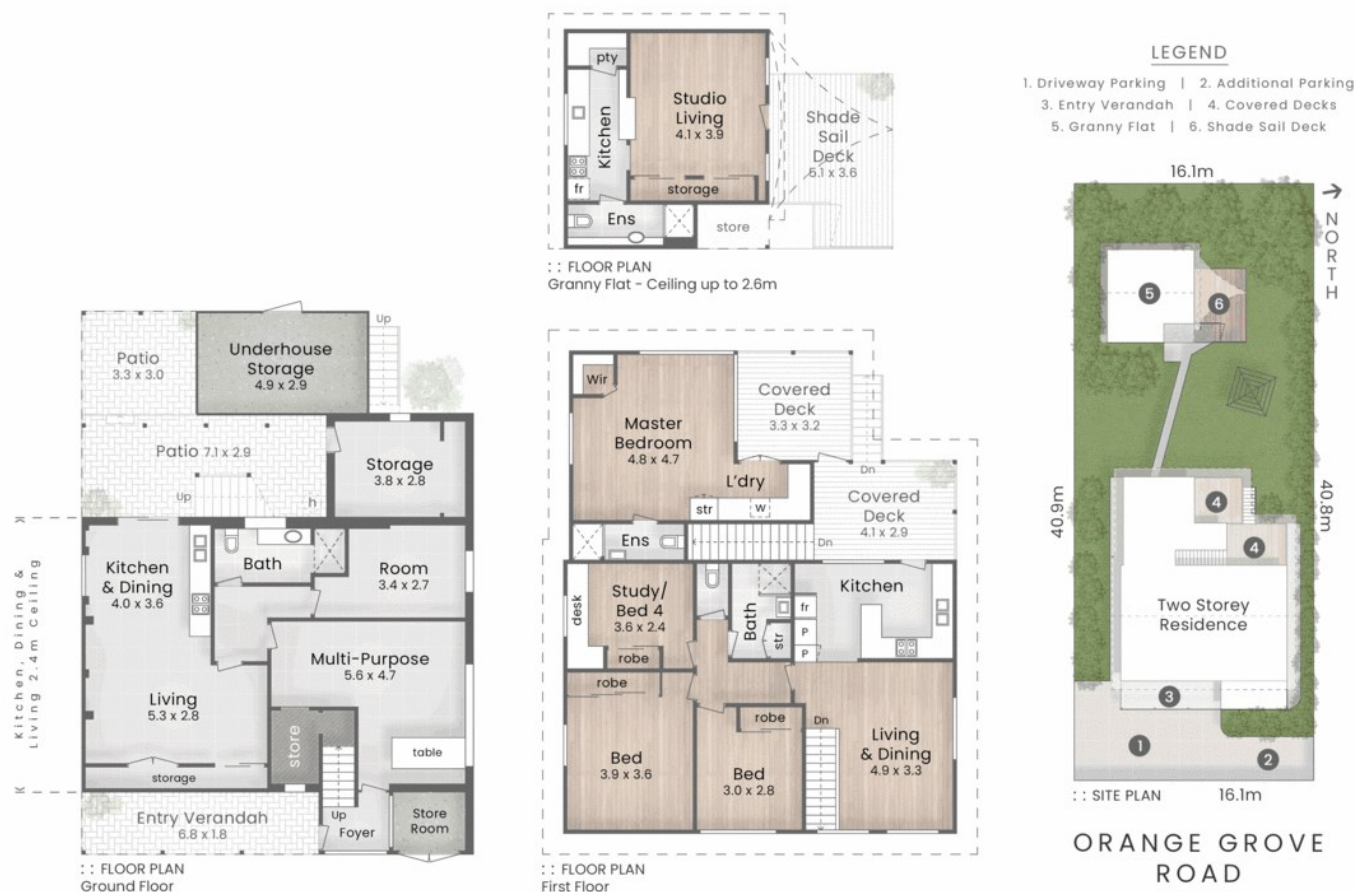 pty
Studio
Living
4.1 x 3.9
Kitchen
fr
storage
Ens
store
Shade
Sail
Deck
5.1 x 3.6
:: FLOOR PLAN
Granny Flat - Ceiling up to 2.6m
LEGEND
1. Driveway Parking | 2. Additional Parking
3. Entry Verandah | 4. Covered Decks
5. Granny Flat | 6. Shade Sail Deck
16.1m
NORTH
5
6
4
4
40.9m
40.8m
Two Storey
Residence
3
1
2
:: SITE PLAN
16.1m
ORANGE GROVE
ROAD
Up
Patio
3.3 x 3.0
Underhouse
Storage
4.9 x 2.9
Patio 7.1 x 2.9
Up
h
Storage
3.8 x 2.8
Kitchen
& Dining
4.0 x 3.6
Bath
Room
3.4 x 2.7
Kitchen, Dining &
Living 2.4m Ceiling
Multi-Purpose
5.6 x 4.7
Living
5.3 x 2.8
store
table
storage
Entry Verandah
6.8 x 1.8
Up
Foyer
Store
Room
:: FLOOR PLAN
Ground Floor
Wir
Master
Bedroom
4.8 x 4.7
Covered
Deck
3.3 x 3.2
Dn
L'dry
str
w
Covered
Deck
4.1 x 2.9
Ens
Dn
desk
Study/
Bed 4
3.6 x 2.4
robe
Bath
str
fr
P
P
Kitchen
robe
Bed
3.9 x 3.6
robe
Bed
3.0 x 2.8
Dn
Living
& Dining
4.9 x 3.3
:: FLOOR PLAN
First Floor